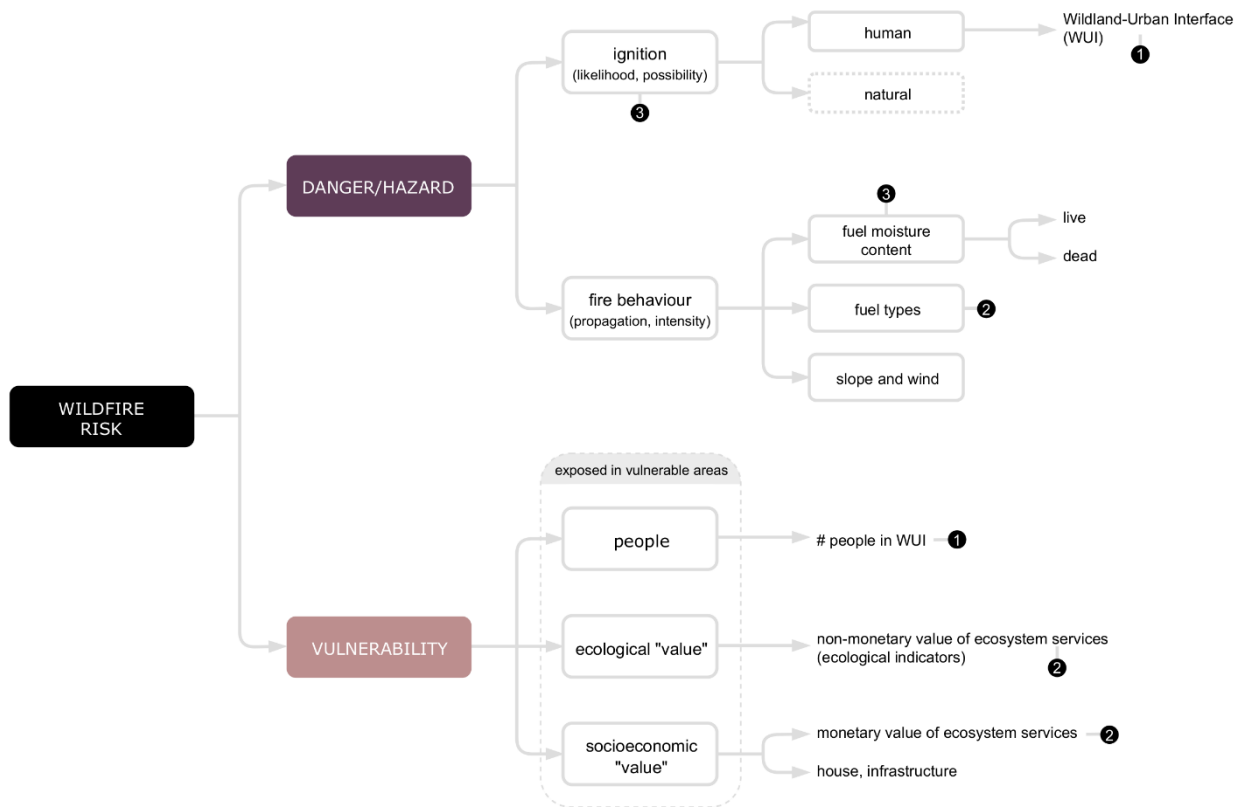 human
Wildland-Urban Interface
(WUI)
1
ignition
(likelihood, possibility)
3
natural
DANGER/HAZARD
3
fuel moisture
content
live
dead
fire behaviour
(propagation, intensity)
fuel types
2
slope and wind
WILDFIRE
RISK
exposed in vulnerable areas
people
# people in WUI
1
VULNERABILITY
ecological "value"
non-monetary value of ecosystem services
(ecological indicators)
2
socioeconomic
"value"
monetary value of ecosystem services
2
house, infrastructure